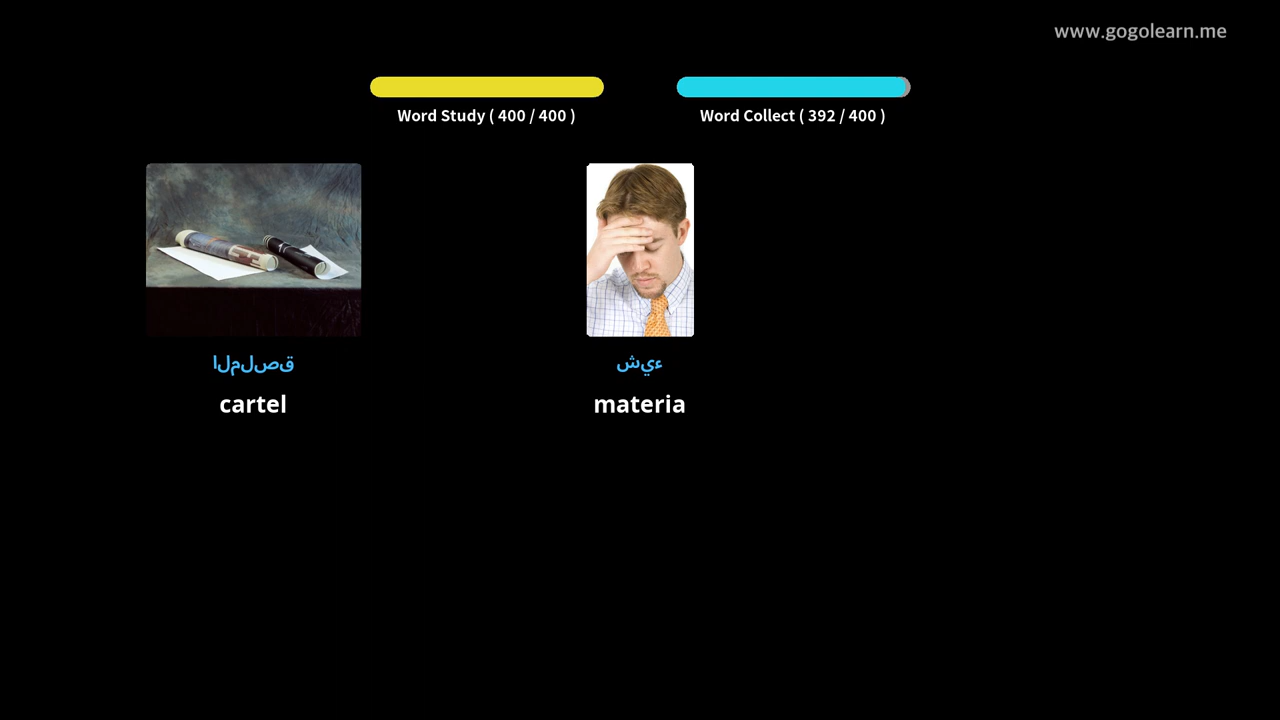 www.gogolearn.me
Word Study ( 400 / 400 )
Word Collect ( 392 / 400 )
الملصق
شيء
cartel
materia